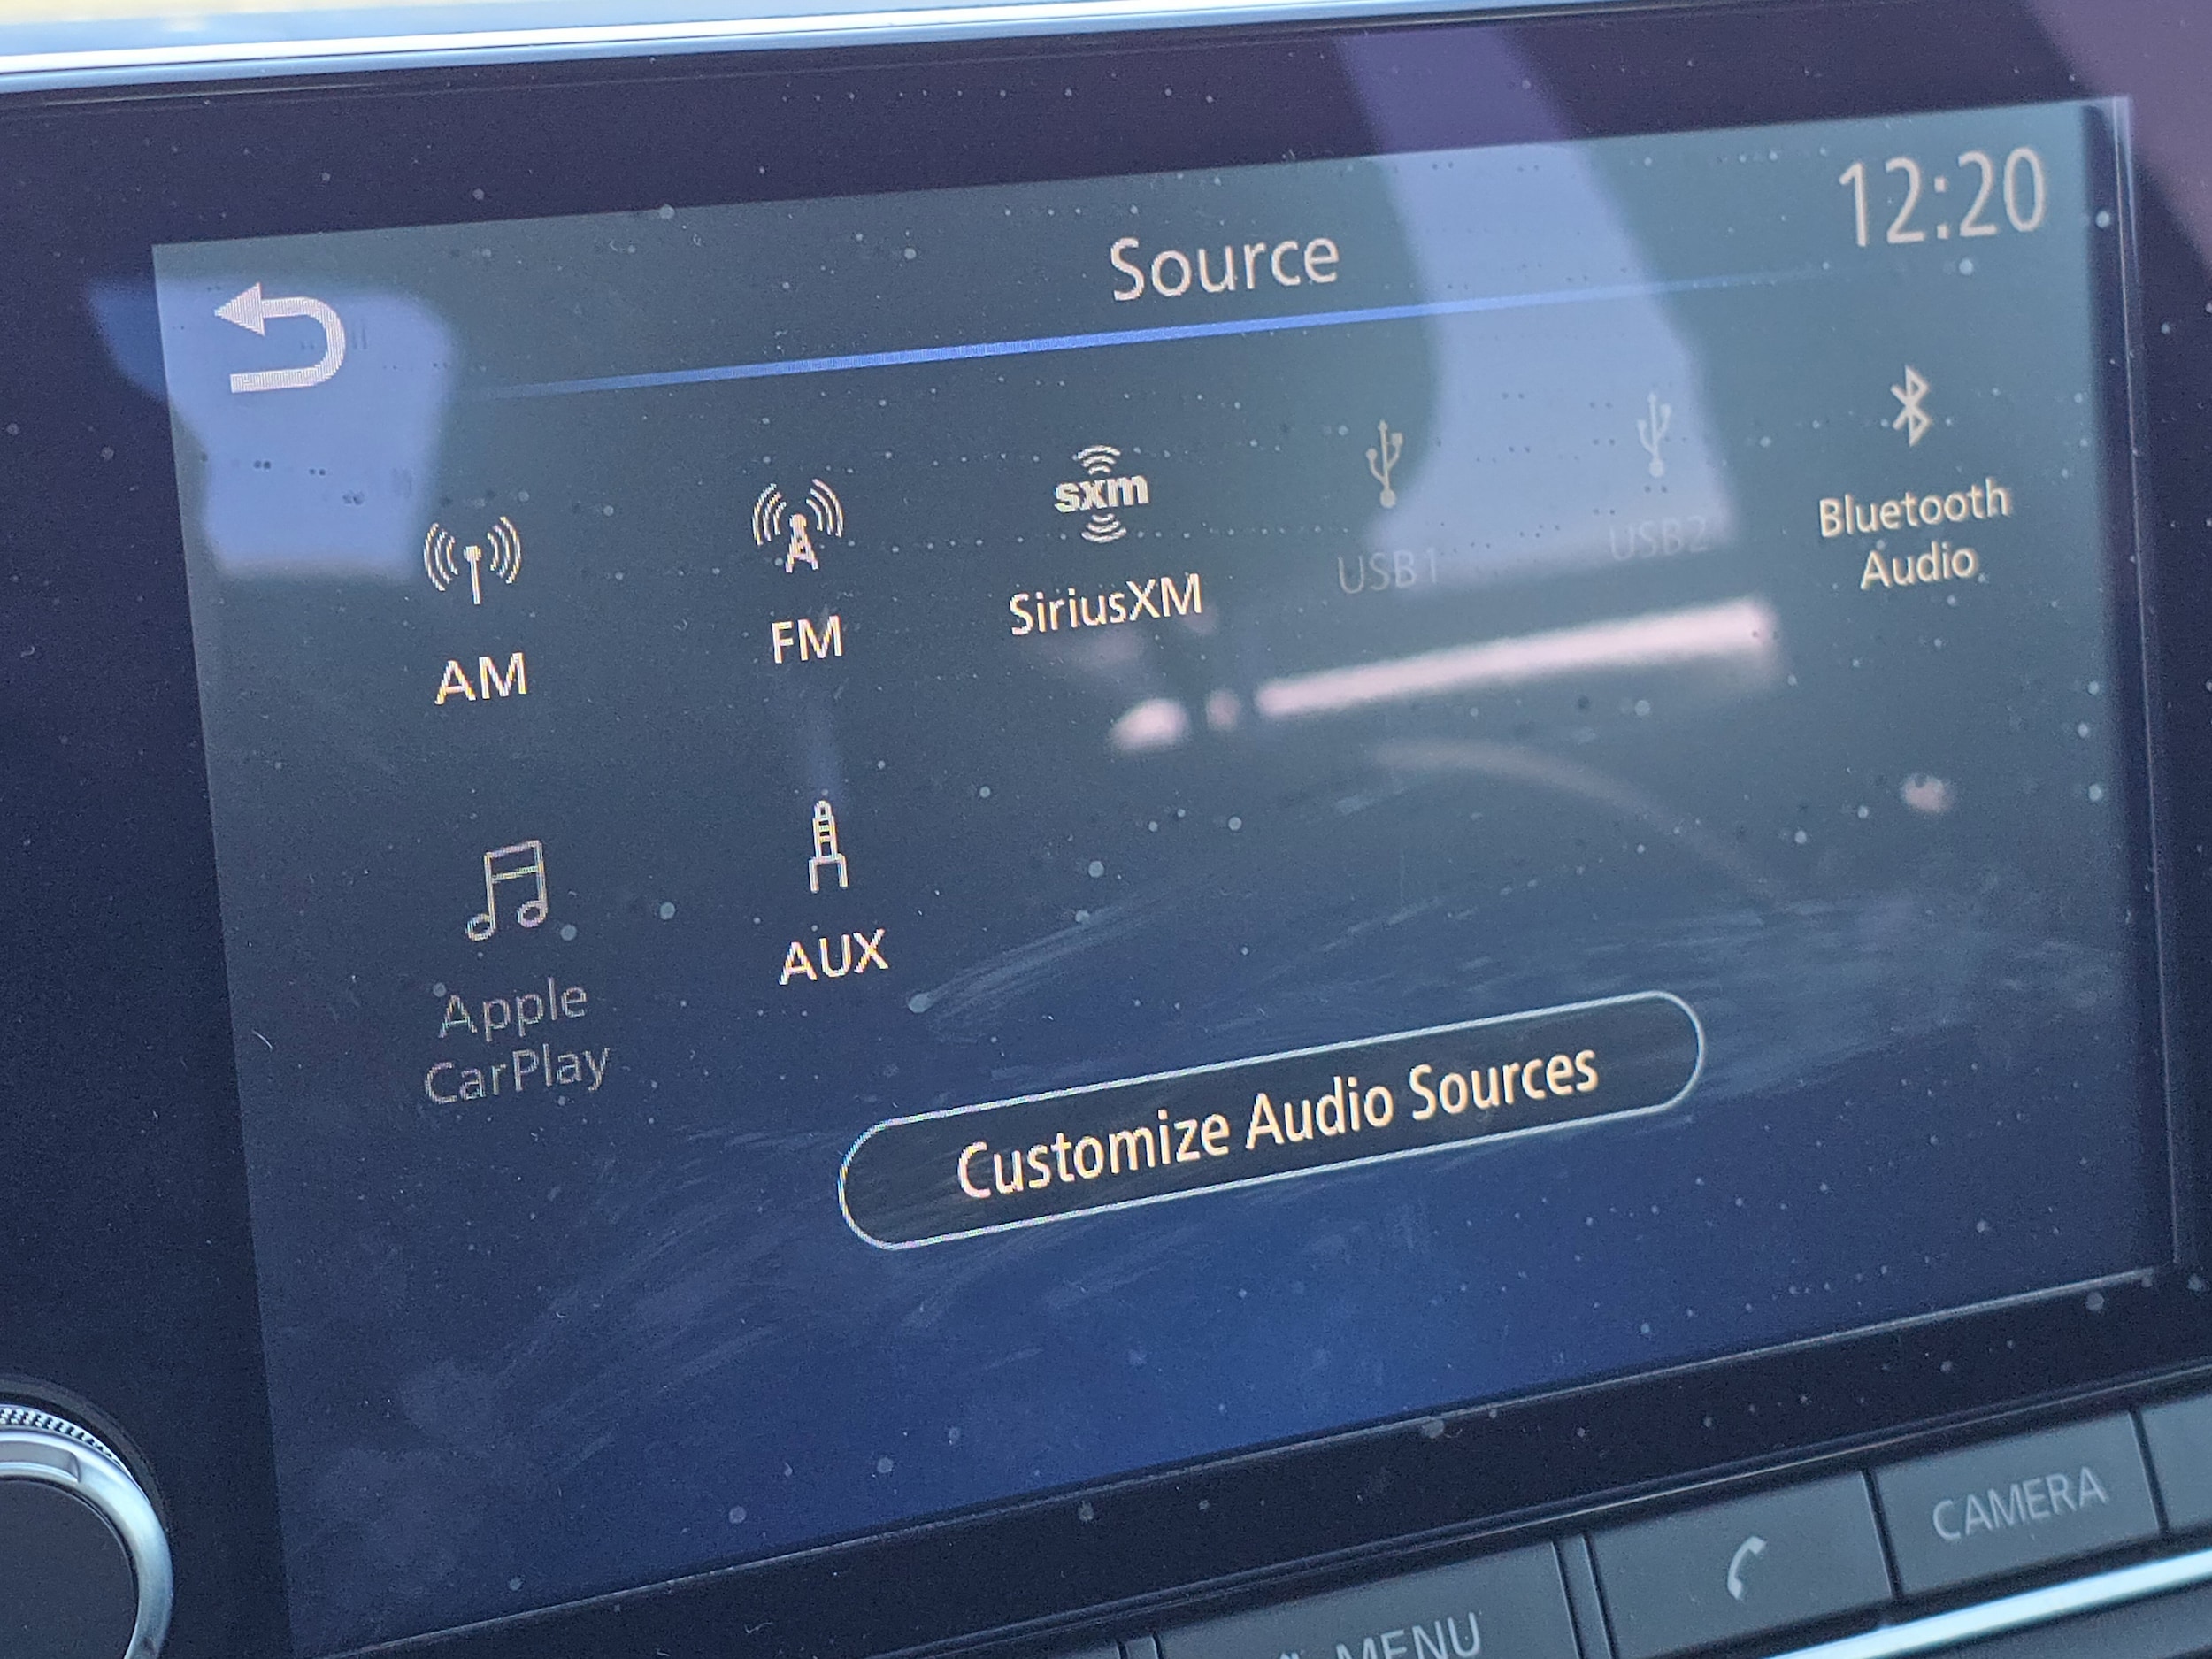 12:20
Source
sxm
AM
FM
SiriusXM
USB1
USB2
Bluetooth
Audio
Apple
CarPlay
AUX
Customize Audio Sources
MENU
CAMERA